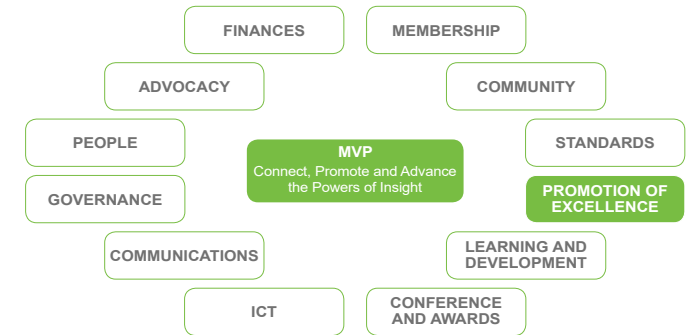 FINANCES
MEMBERSHIP
ADVOCACY
COMMUNITY
PEOPLE
MVP
Connect, Promote and Advance
the Powers of Insight
STANDARDS
GOVERNANCE
PROMOTION OF
EXCELLENCE
COMMUNICATIONS
LEARNING AND
DEVELOPMENT
ICT
CONFERENCE
AND AWARDS